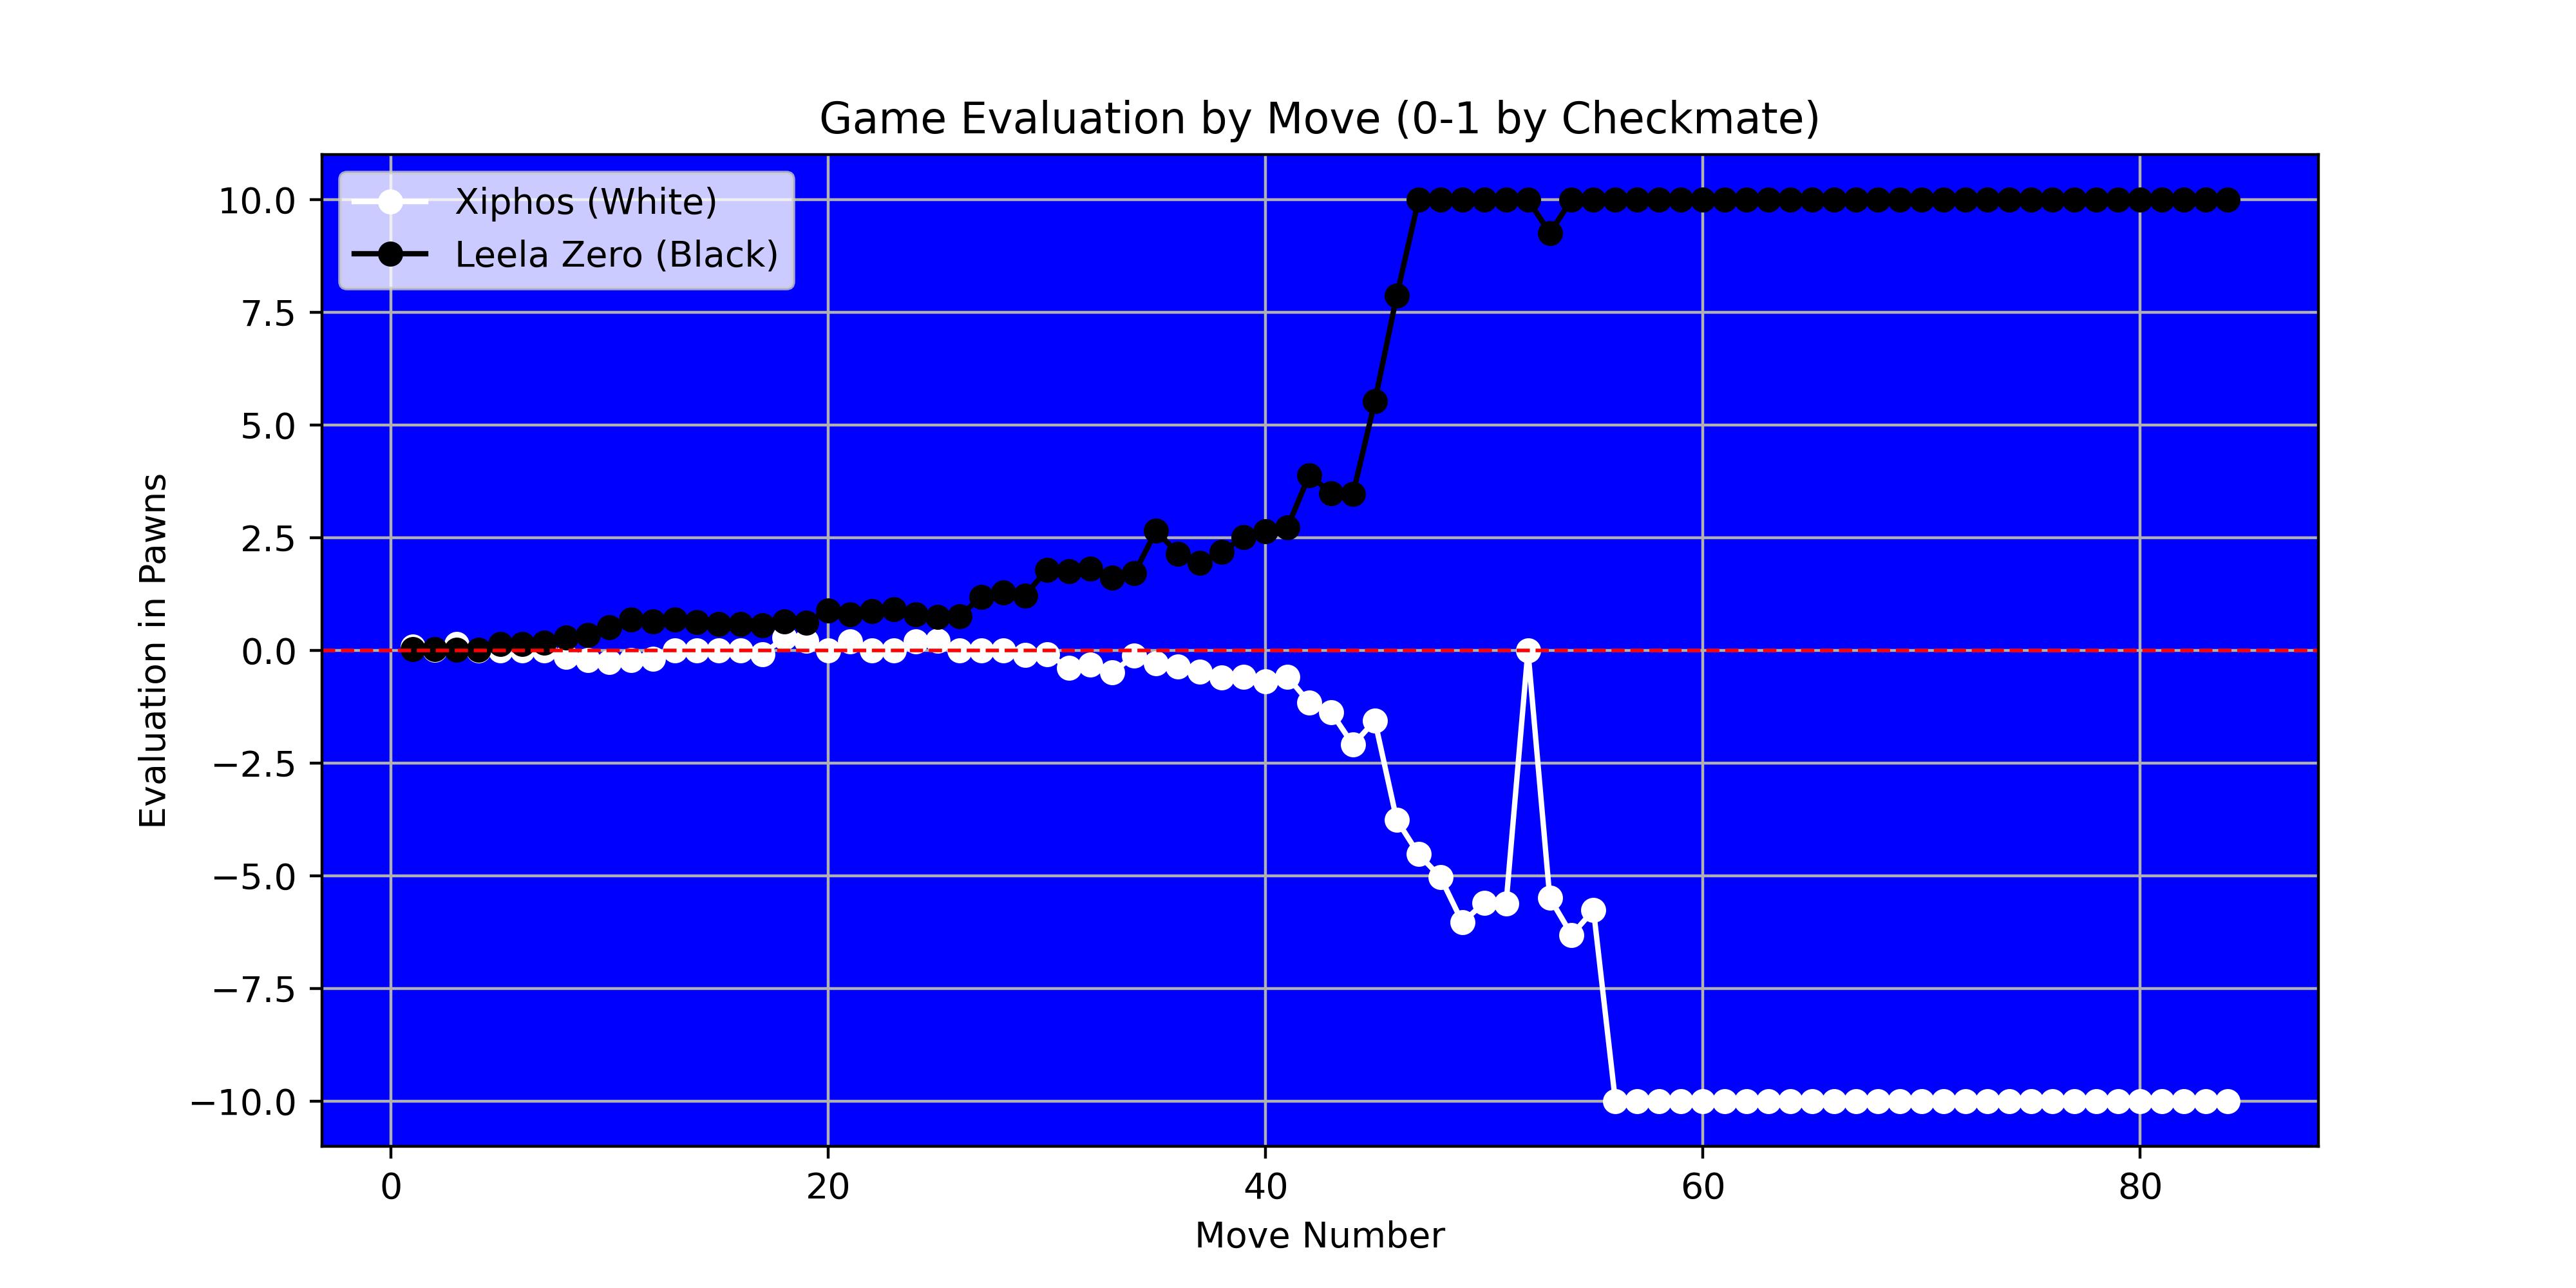 Game Evaluation by Move (0-1 by Checkmate)
Xiphos (White)
Leela Zero (Black)
Evaluation in Pawns
10.0
7.5
5.0
2.5
0.0
−2.5
−5.0
−7.5
−10.0
0 20 40 60 80
Move Number